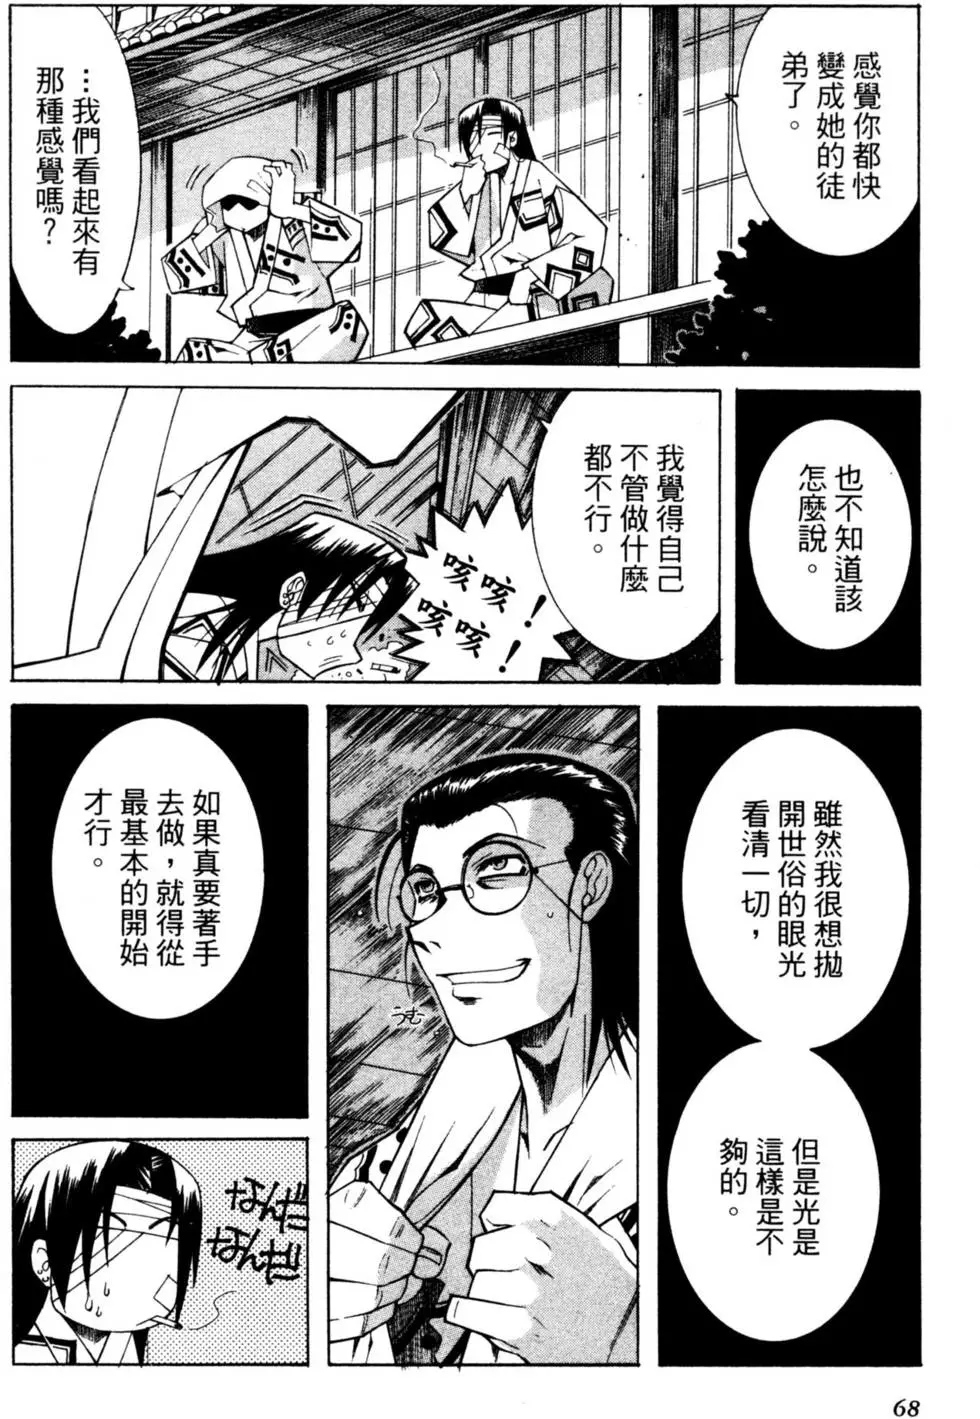 感覺你都快
變成她的徒
弟了。
…我們看起來有
那種感覺嗎？
也不知道該
怎麼說。
我覺得自己
不管做什麼
都不行。
咳咳！
咳咳！
雖然我很想拋
開世俗的眼光
看清一切，
但是光是
這樣是不
夠的。
うむ
如果真要著手
去做，就得從
最基本的開始
才行。
なんだ
なんだ
68